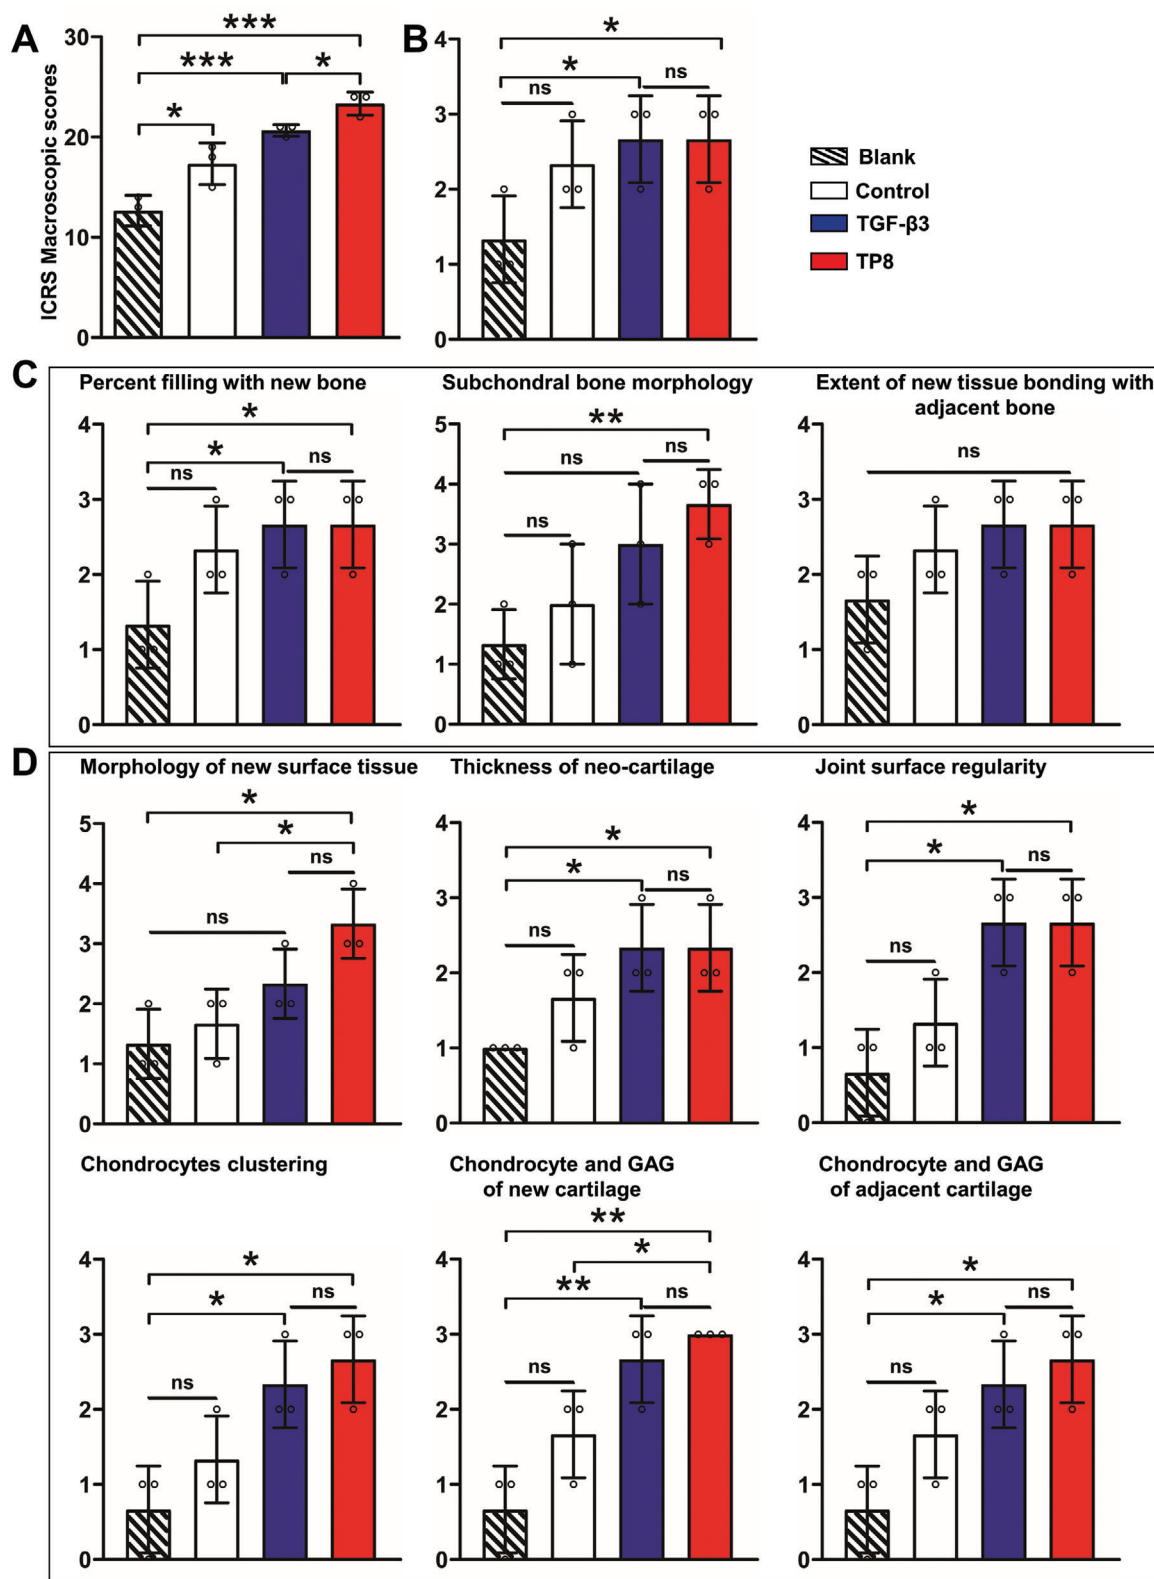 A
ICRS Macroscopic scores
30
20
10
0
***
***
*
*
B
4
3
2
1
0
*
*
ns
ns
Blank
Control
TGF-β3
TP8
C
Percent filling with new bone
4
3
2
1
0
*
*
ns
ns
Subchondral bone morphology
5
4
3
2
1
0
**
ns
ns
ns
Extent of new tissue bonding with
adjacent bone
4
3
2
1
0
ns
D
Morphology of new surface tissue
5
4
3
2
1
0
*
*
ns
ns
Thickness of neo-cartilage
4
3
2
1
0
*
*
ns
ns
Joint surface regularity
4
3
2
1
0
*
*
ns
ns
Chondrocytes clustering
4
3
2
1
0
*
*
ns
ns
Chondrocyte and GAG
of new cartilage
4
3
2
1
0
**
*
**
ns
ns
Chondrocyte and GAG
of adjacent cartilage
4
3
2
1
0
*
*
ns
ns